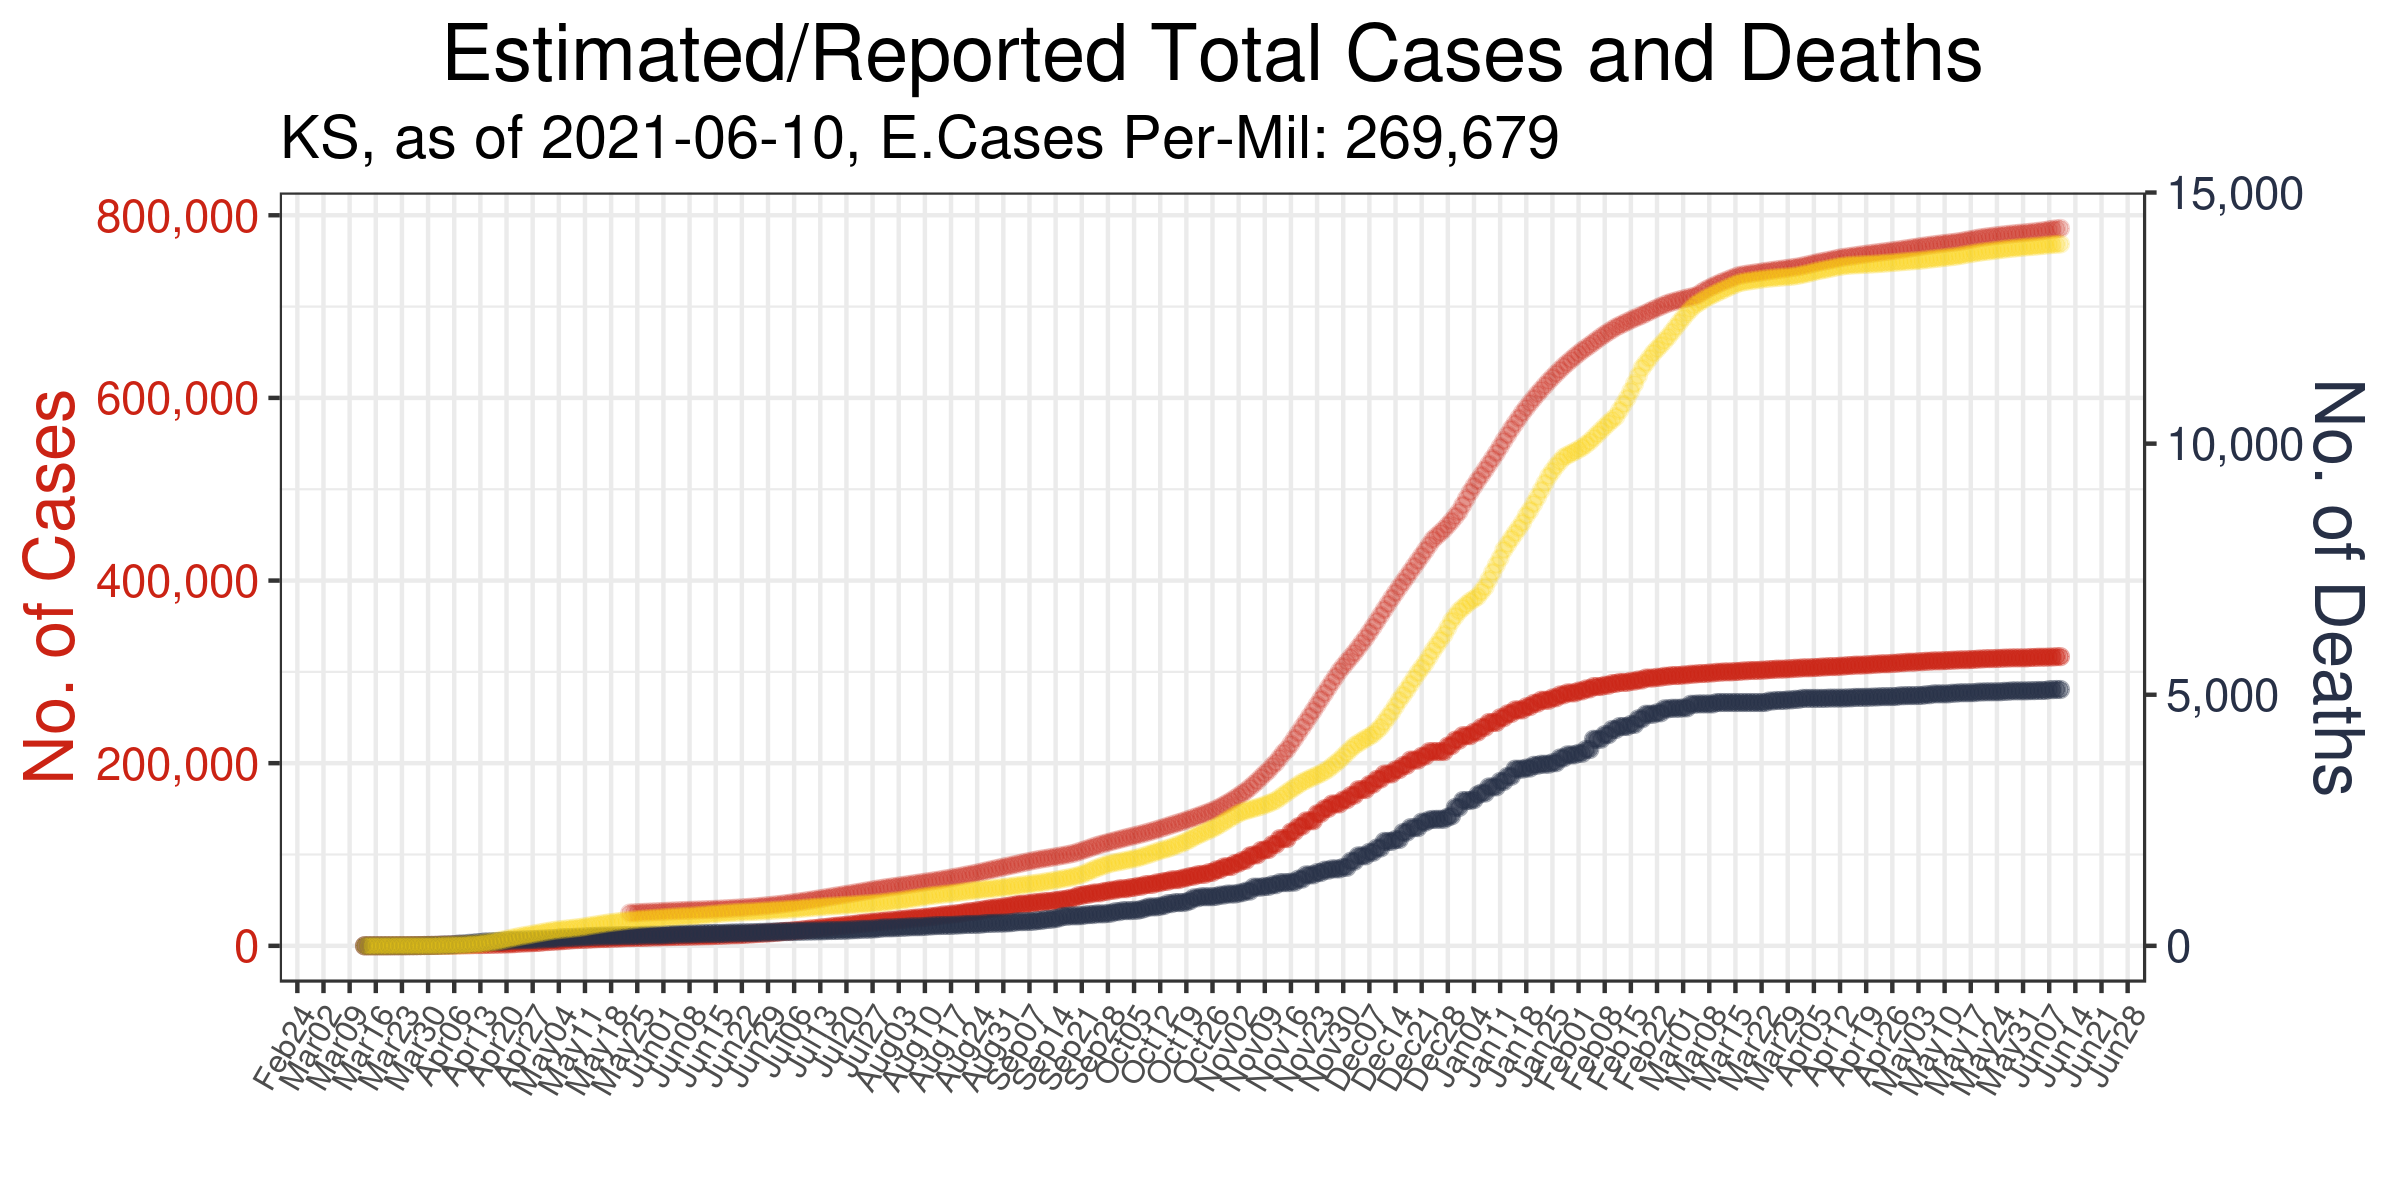 Estimated/Reported Total Cases and Deaths
KS, as of 2021-06-10, E.Cases Per-Mil: 269,679
No. of Cases
800,000
600,000
400,000
200,000
0
15,000
10,000
5,000
0
No. of Deaths
Feb24
Mar02
Mar09
Mar16
Mar23
Mar30
Apr06
Apr13
Apr20
Apr27
May04
May11
May18
May25
Jun01
Jun08
Jun15
Jun22
Jun29
Jul06
Jul13
Jul20
Jul27
Aug03
Aug10
Aug17
Aug24
Aug31
Sep07
Sep14
Sep21
Sep28
Oct05
Oct12
Oct19
Oct26
Nov02
Nov09
Nov16
Nov23
Nov30
Dec07
Dec14
Dec21
Dec28
Jan04
Jan11
Jan18
Jan25
Feb01
Feb08
Feb15
Feb22
Mar01
Mar08
Mar15
Mar22
Mar29
Apr05
Apr12
Apr19
Apr26
May03
May10
May17
May24
May31
Jun07
Jun14
Jun21
Jun28